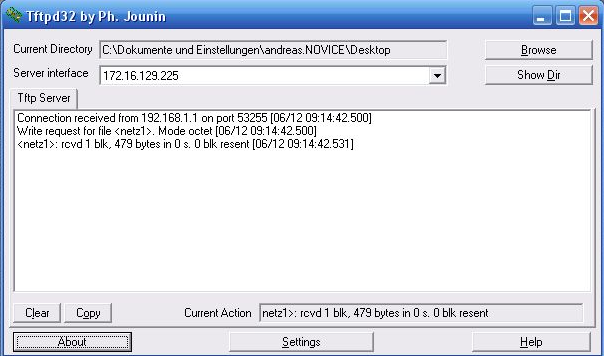 Tftpd32 by Ph. Jounin
Current Directory C:\Dokumente und Einstellungen\andreas.NOVICE\Desktop Browse
Server interface 172.16.129.225 Show Dir
Tftp Server
Connection received from 192.168.1.1 on port 53255 [06/12 09:14:42.500]
Write request for file <netz1>. Mode octet [06/12 09:14:42.500]
<netz1>: rcvd 1 blk, 479 bytes in 0 s. 0 blk resent [06/12 09:14:42.531]
Clear Copy Current Action netz1>: rcvd 1 blk, 479 bytes in 0 s. 0 blk resent
About Settings Help